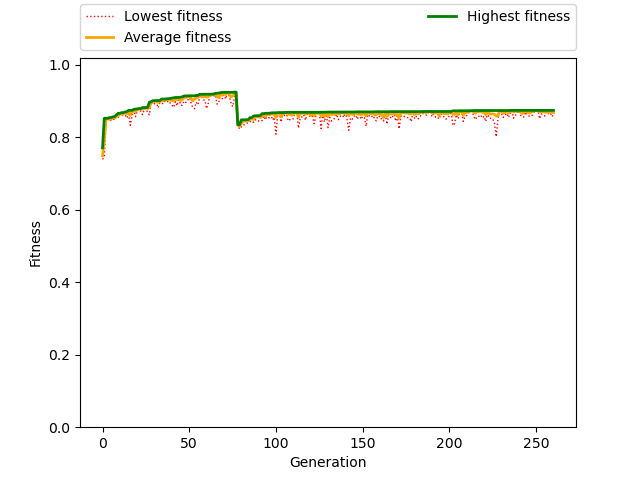 Lowest fitness
Average fitness
Highest fitness
1.0
0.8
0.6
0.4
0.2
0.0
Fitness
0 50 100 150 200 250
Generation